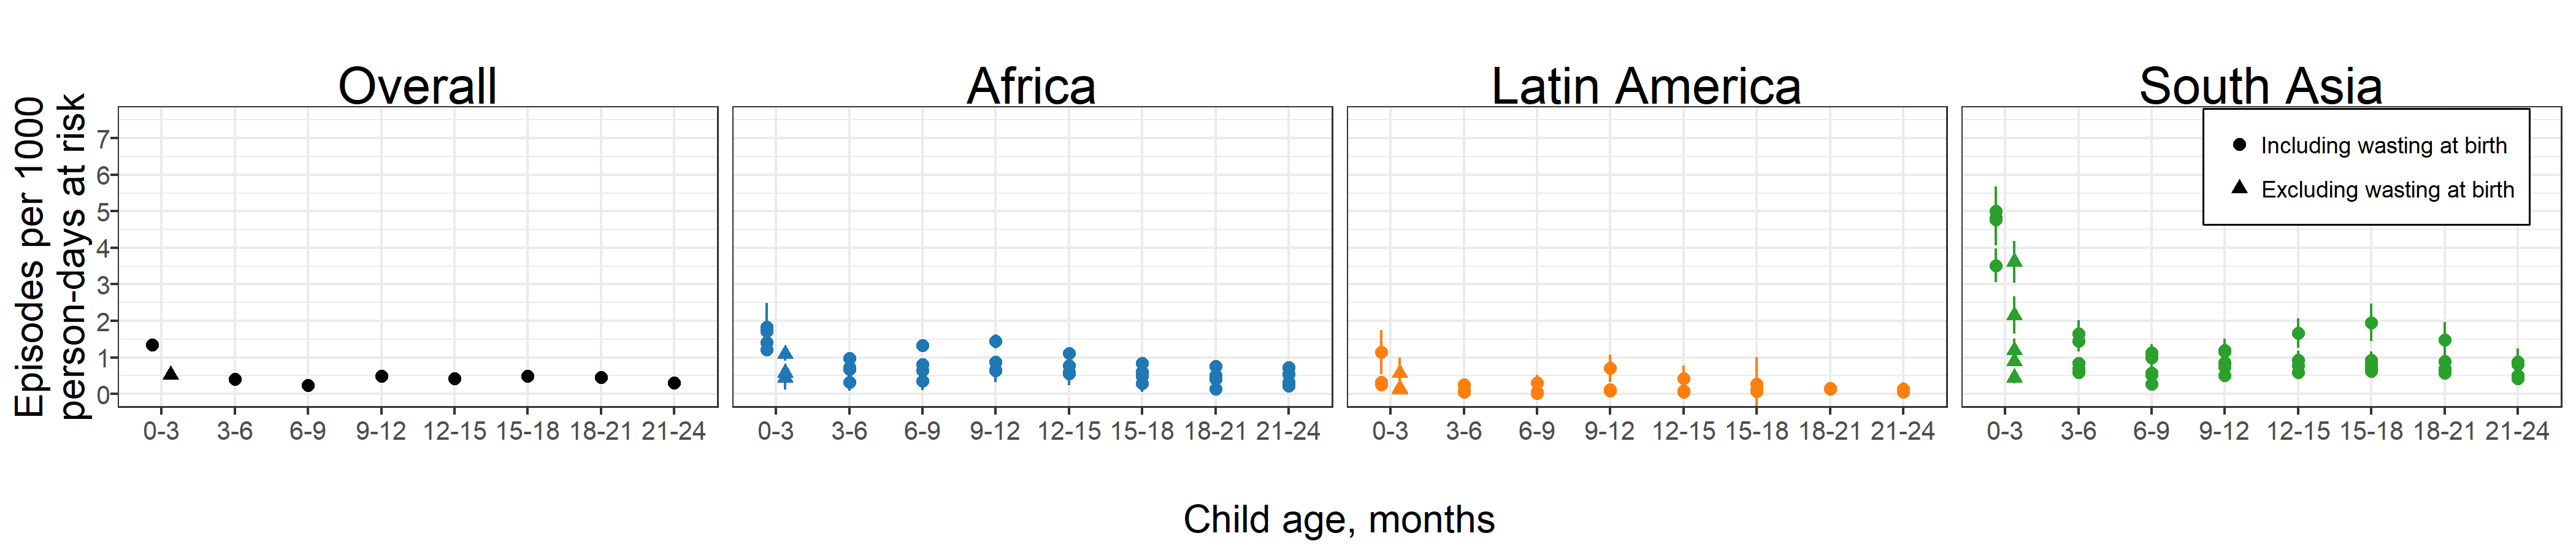 Overall
Africa
Latin America
South Asia
Episodes per 1000
person-days at risk
7
6
5
4
3
2
1
0
Including wasting at birth
Excluding wasting at birth
0-3 3-6 6-9 9-12 12-15 15-18 18-21 21-24
0-3 3-6 6-9 9-12 12-15 15-18 18-21 21-24
0-3 3-6 6-9 9-12 12-15 15-18 18-21 21-24
0-3 3-6 6-9 9-12 12-15 15-18 18-21 21-24
Child age, months